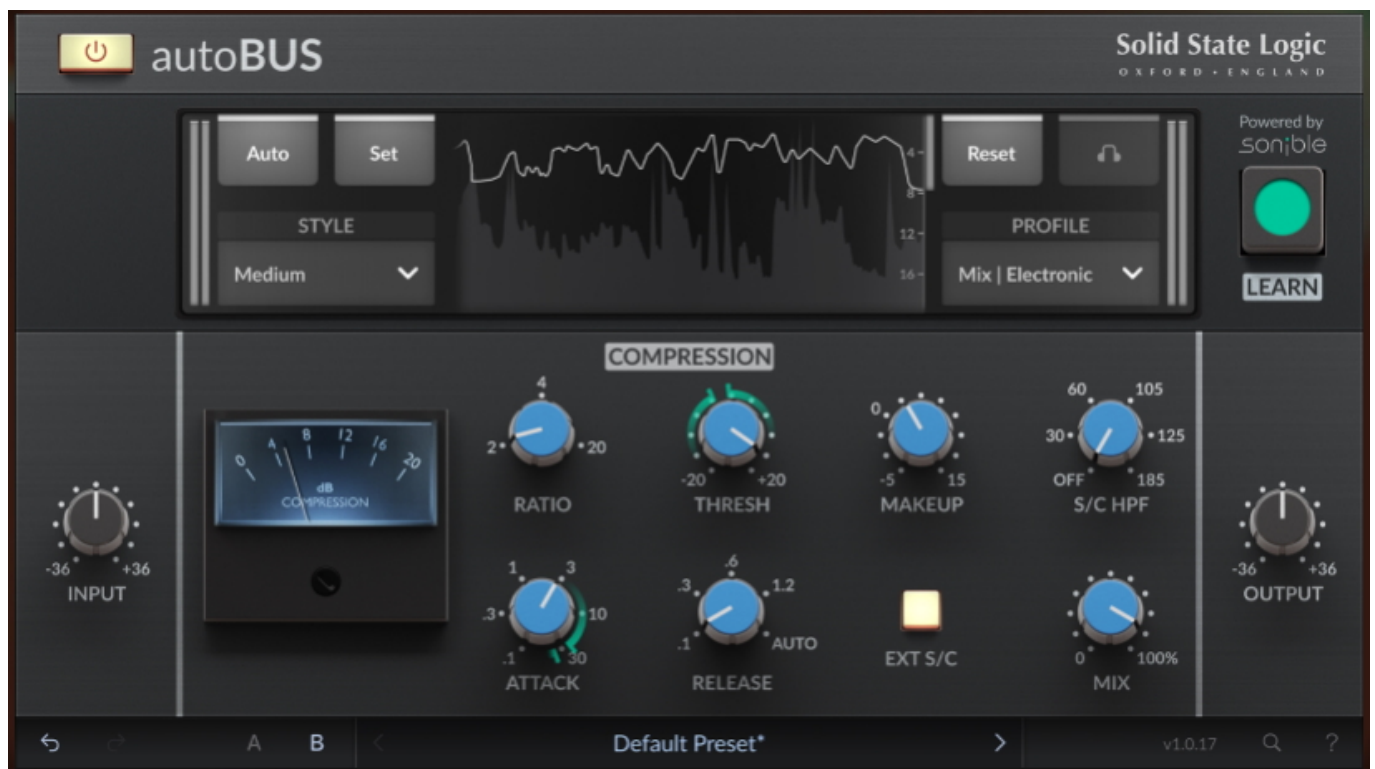 autoBUS
Solid State Logic
OXFORD • ENGLAND
Auto
Set
Reset
STYLE
Medium
4
8
12
16
PROFILE
Mix | Electronic
Powered by
sonible
LEARN
COMPRESSION
0 4 8 12 16 20
dB
COMPRESSION
4
2 20
RATIO
-20 +20
THRESH
0
-5 15
MAKEUP
60 105
30 125
OFF 185
S/C HPF
-36 +36
INPUT
1 3
.3 10
.1 30
ATTACK
.6
.3 1.2
.1 AUTO
RELEASE
EXT S/C
0 100%
MIX
-36 +36
OUTPUT
A B
Default Preset*
v1.0.17
?